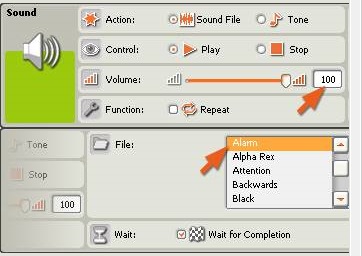 Sound
Action: Sound File Tone
Control: Play Stop
Volume: 100
Function: Repeat
Tone
Stop
100
File: Alarm
Alpha Rex
Attention
Backwards
Black
Wait: Wait for Completion